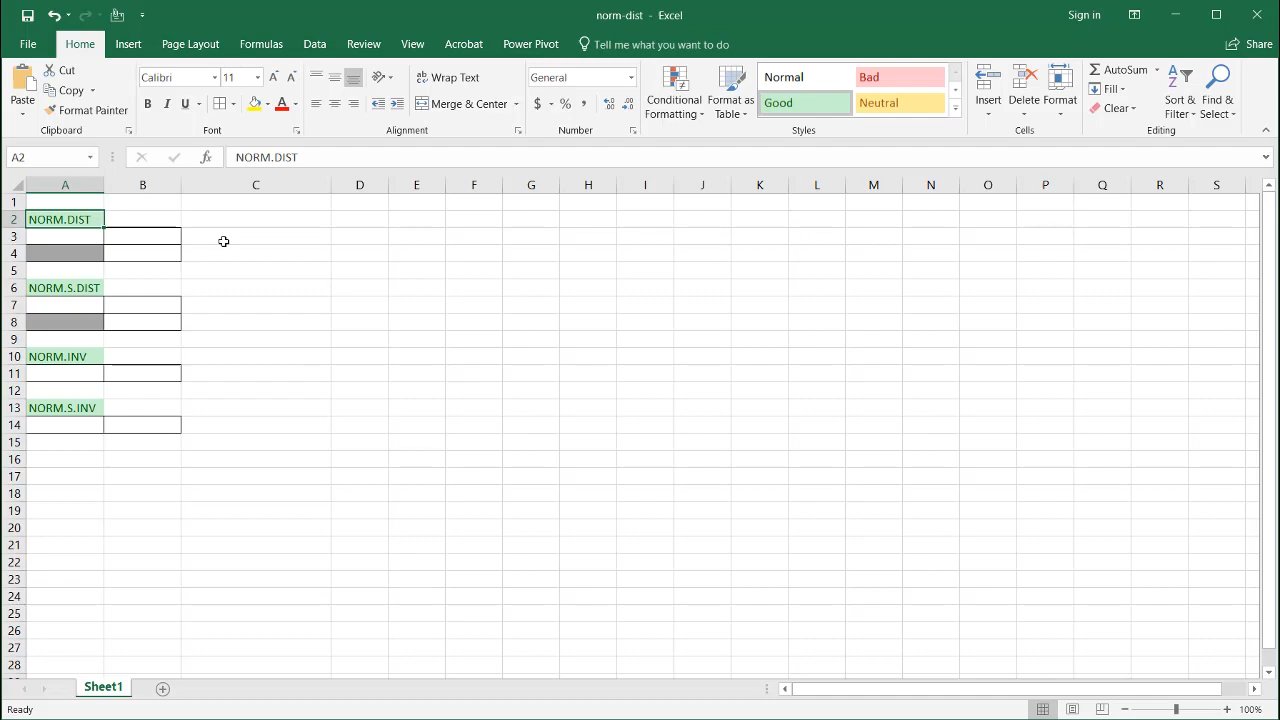 norm-dist - Excel
Sign in
File Home Insert Page Layout Formulas Data Review View Acrobat Power Pivot Tell me what you want to do Share
Paste
Cut
Copy
Format Painter
Clipboard
Calibri 11
B I U A
Font
Wrap Text
Merge & Center
Alignment
General
$ % ,
Number
Conditional Formatting
Format as Table
Normal Bad
Good Neutral
Styles
Insert Delete Format
Cells
AutoSum
Fill
Clear
Sort & Filter
Find & Select
Editing
A2 fx NORM.DIST
A B C D E F G H I J K L M N O P Q R S
1
2 NORM.DIST
3
4
5
6 NORM.S.DIST
7
8
9
10 NORM.INV
11
12
13 NORM.S.INV
14
15
16
17
18
19
20
21
22
23
24
25
26
27
28
Sheet1
Ready
100%